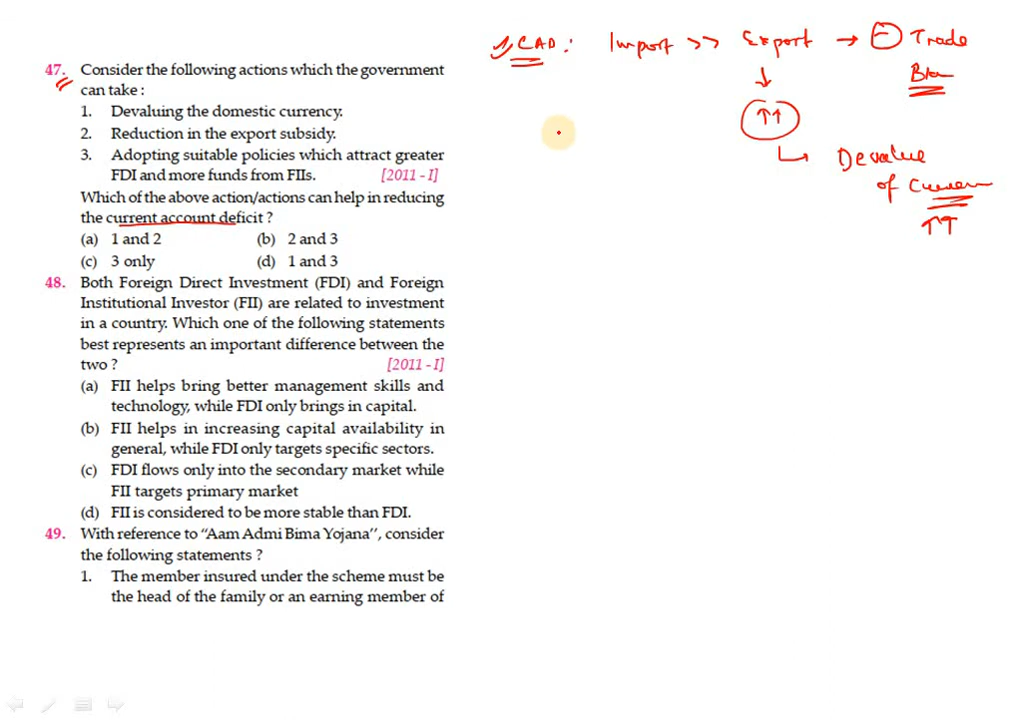 1) CAD : Import >> Export → ⊖ Trade
↓
↑↑
↳ Devalue
of
↑↑
47. Consider the following actions which the government
can take :
1. Devaluing the domestic currency.
2. Reduction in the export subsidy.
3. Adopting suitable policies which attract greater
FDI and more funds from FIIs. [2011 - I]
Which of the above action/actions can help in reducing
the current account deficit ?
(a) 1 and 2 (b) 2 and 3
(c) 3 only (d) 1 and 3
48. Both Foreign Direct Investment (FDI) and Foreign
Institutional Investor (FII) are related to investment
in a country. Which one of the following statements
best represents an important difference between the
two ? [2011 - I]
(a) FII helps bring better management skills and
technology, while FDI only brings in capital.
(b) FII helps in increasing capital availability in
general, while FDI only targets specific sectors.
(c) FDI flows only into the secondary market while
FII targets primary market
(d) FII is considered to be more stable than FDI.
49. With reference to “Aam Admi Bima Yojana”, consider
the following statements ?
1. The member insured under the scheme must be
the head of the family or an earning member of